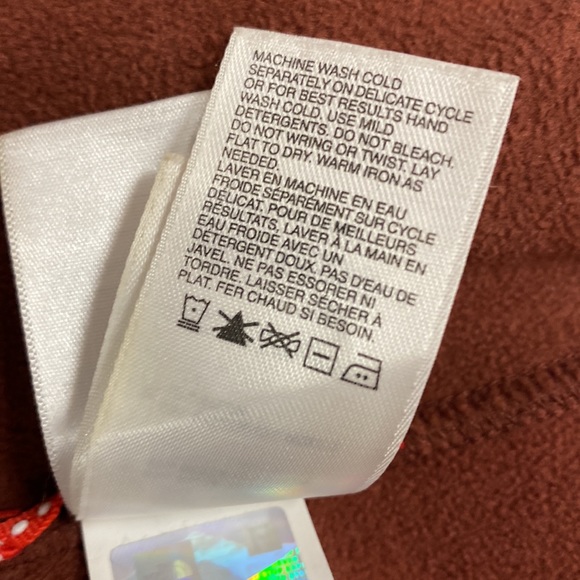 MACHINE WASH COLD
SEPARATELY ON DELICATE CYCLE
OR FOR BEST RESULTS HAND
WASH COLD. USE MILD
DETERGENTS. DO NOT BLEACH.
DO NOT WRING OR TWIST, LAY
FLAT TO DRY, WARM IRON AS
NEEDED.
LAVER EN MACHINE EN EAU
FROIDE SÉPARÉMENT SUR CYCLE
DÉLICAT. POUR DE MEILLEURS
RÉSULTATS, LAVER À LA MAIN EN
EAU FROIDE AVEC UN
DÉTERGENT DOUX. PAS D'EAU DE
JAVEL. NE PAS ESSORER NI
TORDRE. LAISSER SÉCHER À
PLAT. FER CHAUD SI BESOIN.